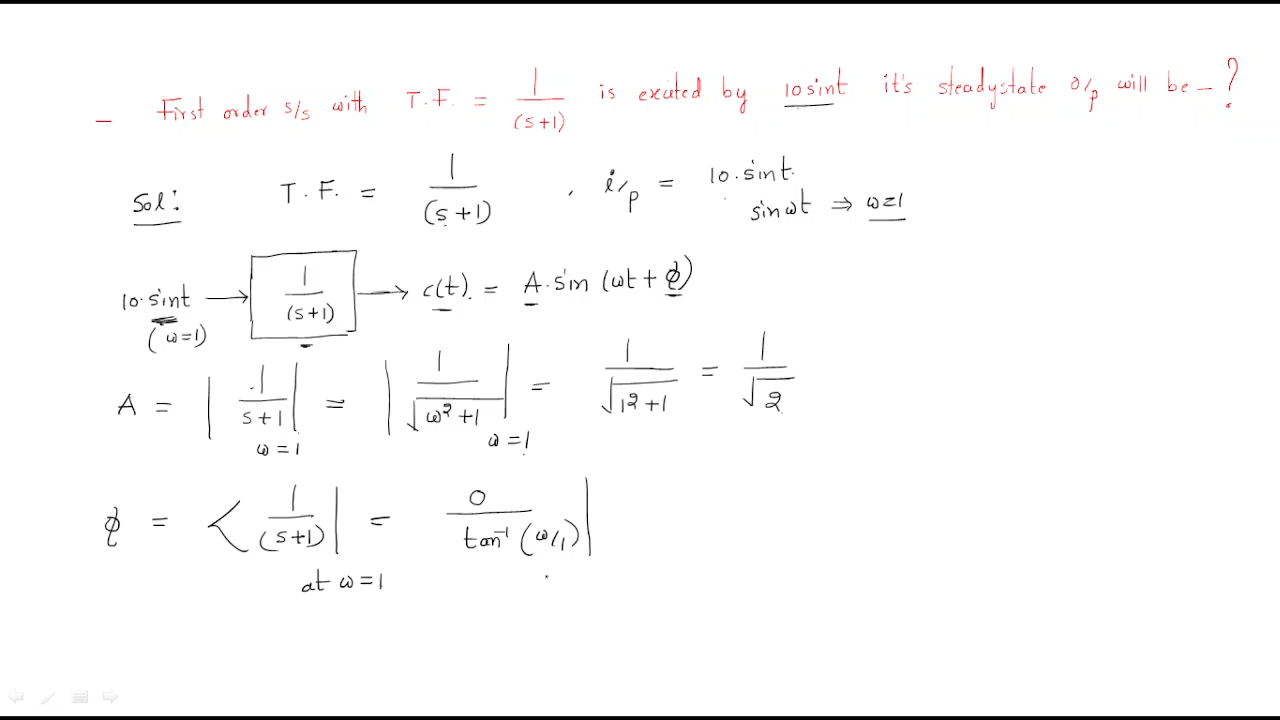 - First order s/s with T.F. = 1/(s+1) is excited by 10sint it's steadystate o/p will be - ?
Sol: T.F. = 1/(s+1) , i/p = 10.sint.
sinωt ⇒ ω=1
10.sint → 1/(s+1) → c(t). = A.sin (ωt + φ)
(ω=1)
A = | 1/(s+1) | ω=1 = | 1/√(ω²+1) | ω=1 = 1/√(1²+1) = 1/√2
φ = < 1/(s+1) | at ω=1 = 0/tan⁻¹(ω/1) |